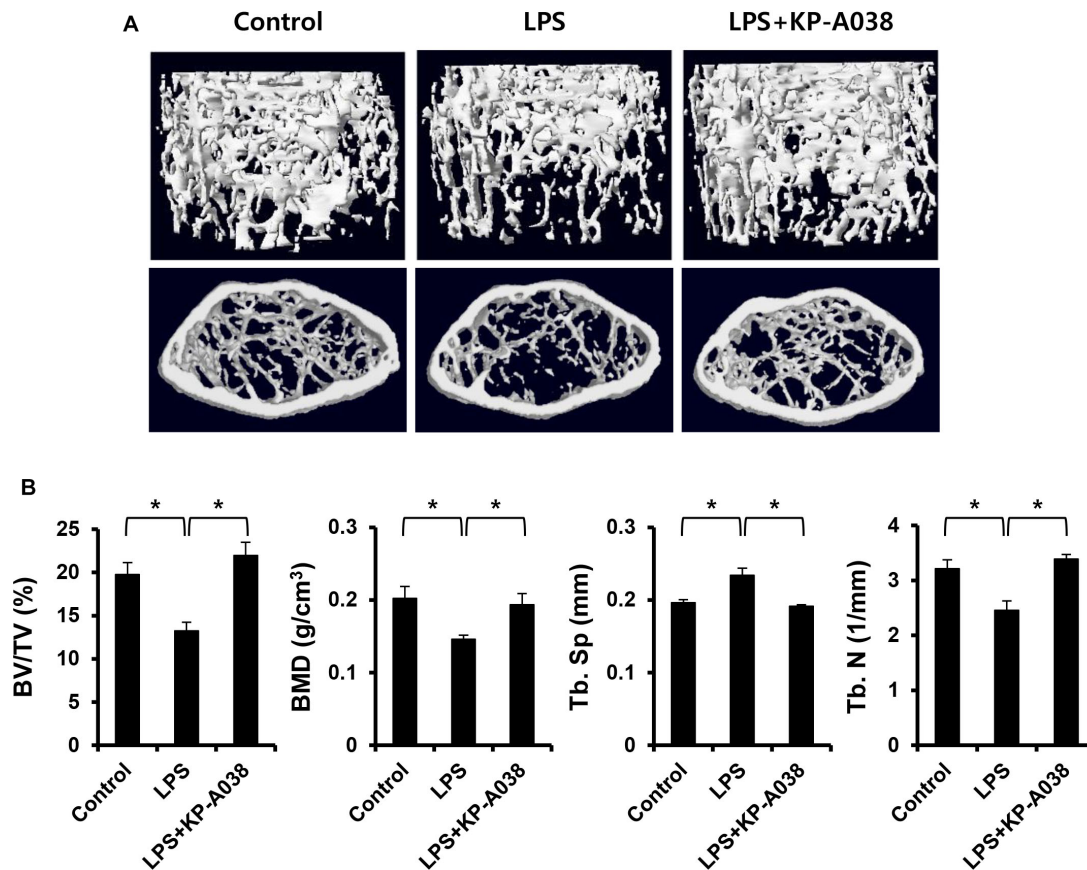 A
Control
LPS
LPS+KP-A038
B
* *
BV/TV (%)
25
20
15
10
5
0
Control
LPS
LPS+KP-A038
* *
BMD (g/cm³)
0.3
0.2
0.1
0
Control
LPS
LPS+KP-A038
* *
Tb. Sp (mm)
0.3
0.2
0.1
0
Control
LPS
LPS+KP-A038
* *
Tb. N (1/mm)
4
3
2
1
0
Control
LPS
LPS+KP-A038